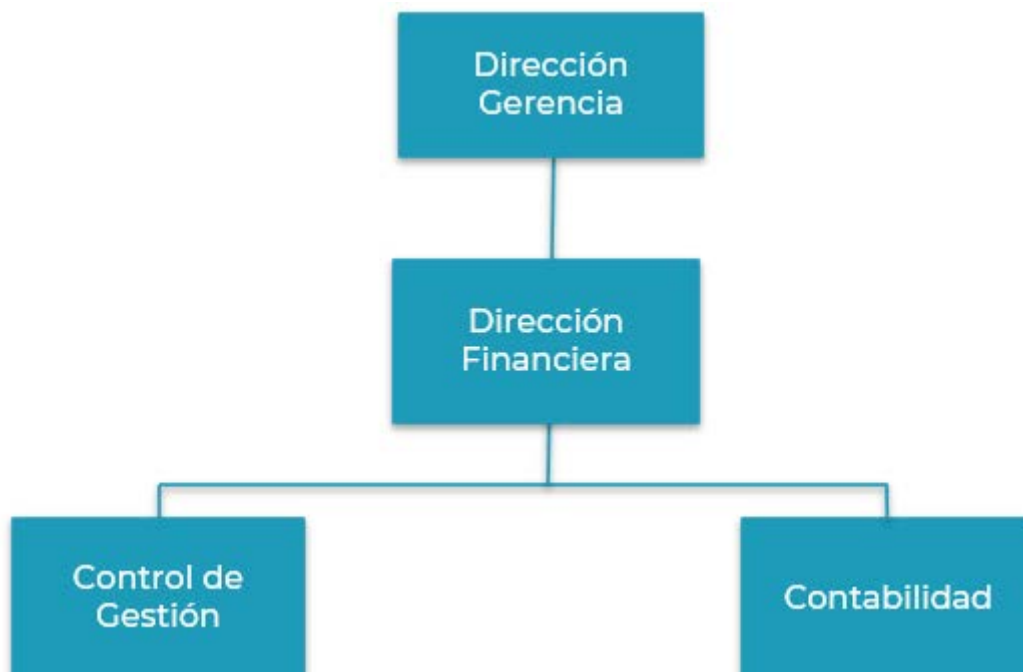 Dirección
Gerencia
Dirección
Financiera
Control de
Gestión
Contabilidad